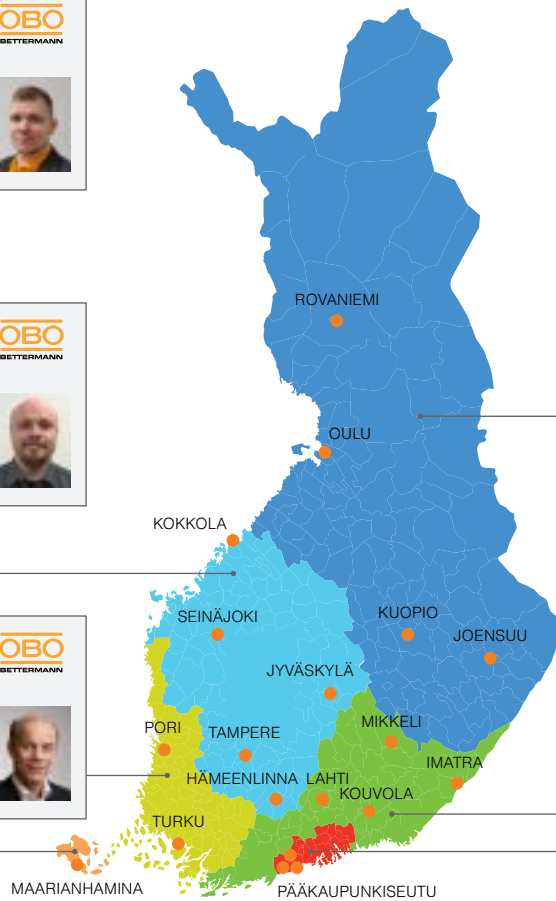 OBO
BETTERMANN
ROVANIEMI
OBO
BETTERMANN
OULU
KOKKOLA
SEINÄJOKI
KUOPIO
JOENSUU
OBO
BETTERMANN
JYVÄSKYLÄ
PORI
TAMPERE
MIKKELI
IMATRA
HÄMEENLINNA
LAHTI
KOUVOLA
TURKU
MAARIANHAMINA
PÄÄKAUPUNKISEUTU